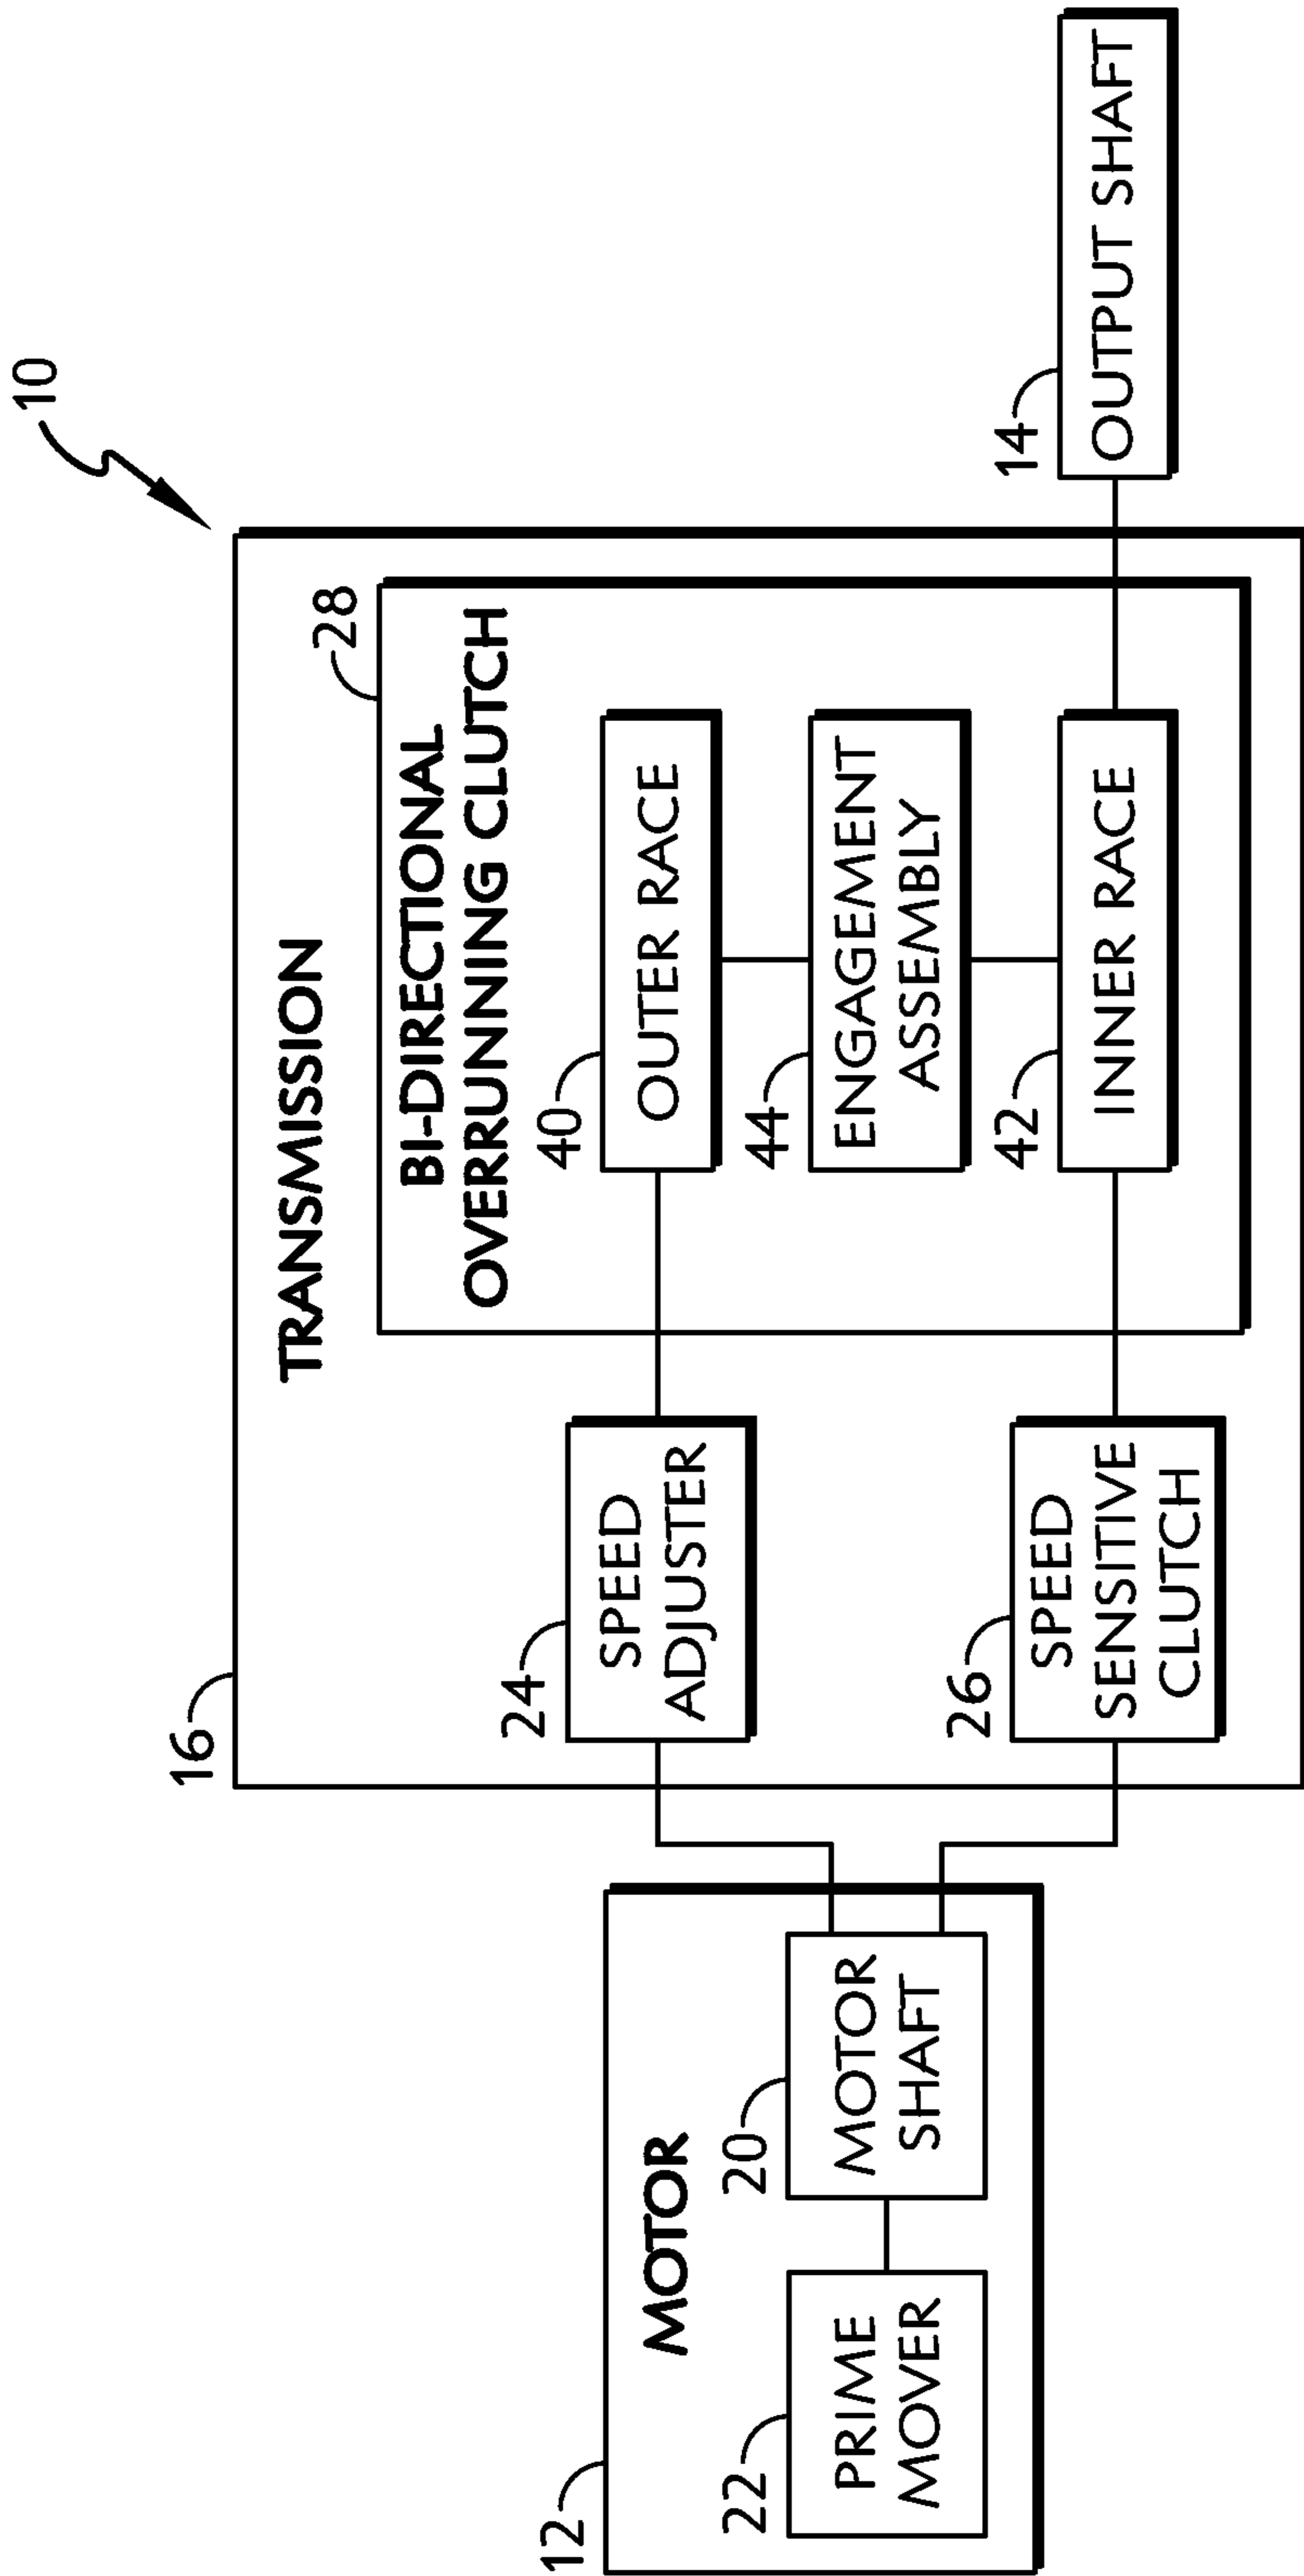 10
16
TRANSMISSION
28
BI-DIRECTIONAL
OVERRUNNING CLUTCH
12
MOTOR
22
PRIME
MOVER
20
MOTOR
SHAFT
24
SPEED
ADJUSTER
40
OUTER RACE
44
ENGAGEMENT
ASSEMBLY
26
SPEED
SENSITIVE
CLUTCH
42
INNER RACE
14
OUTPUT SHAFT